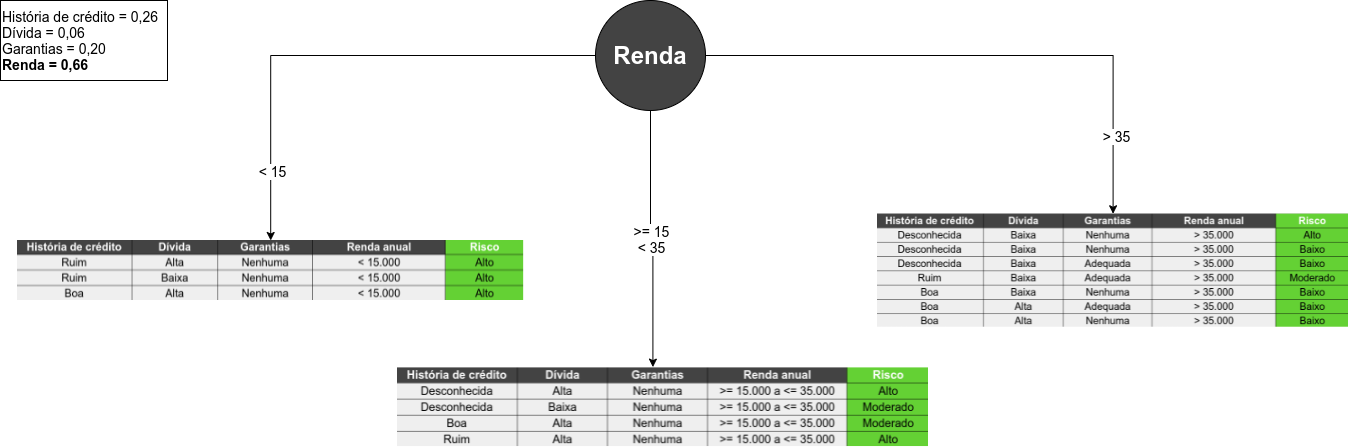 História de crédito = 0,26
Dívida = 0,06
Garantias = 0,20
Renda = 0,66
Renda
< 15
>= 15
< 35
> 35
História de crédito Dívida Garantias Renda anual Risco
Ruim Alta Nenhuma < 15.000 Alto
Ruim Baixa Nenhuma < 15.000 Alto
Boa Alta Nenhuma < 15.000 Alto
História de crédito Dívida Garantias Renda anual Risco
Desconhecida Baixa Nenhuma > 35.000 Alto
Desconhecida Baixa Nenhuma > 35.000 Baixo
Desconhecida Baixa Adequada > 35.000 Baixo
Ruim Baixa Adequada > 35.000 Moderado
Boa Baixa Nenhuma > 35.000 Baixo
Boa Alta Adequada > 35.000 Baixo
Boa Alta Nenhuma > 35.000 Baixo
História de crédito Dívida Garantias Renda anual Risco
Desconhecida Alta Nenhuma >= 15.000 a <= 35.000 Alto
Desconhecida Baixa Nenhuma >= 15.000 a <= 35.000 Moderado
Boa Alta Nenhuma >= 15.000 a <= 35.000 Moderado
Ruim Alta Nenhuma >= 15.000 a <= 35.000 Alto